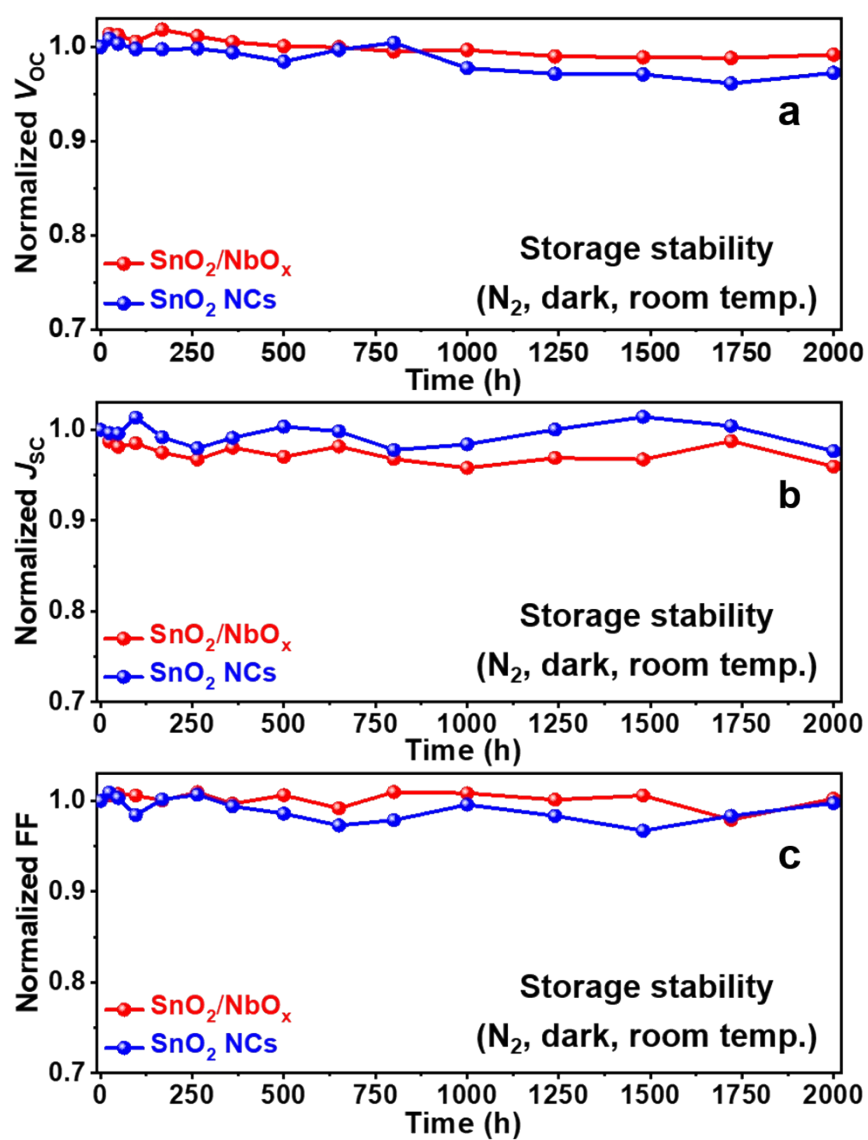 Normalized V_OC
1.0
0.9
0.8
0.7
a
SnO₂/NbOₓ
SnO₂ NCs
Storage stability
(N₂, dark, room temp.)
0 250 500 750 1000 1250 1500 1750 2000
Time (h)
Normalized J_SC
1.0
0.9
0.8
0.7
b
SnO₂/NbOₓ
SnO₂ NCs
Storage stability
(N₂, dark, room temp.)
0 250 500 750 1000 1250 1500 1750 2000
Time (h)
Normalized FF
1.0
0.9
0.8
0.7
c
SnO₂/NbOₓ
SnO₂ NCs
Storage stability
(N₂, dark, room temp.)
0 250 500 750 1000 1250 1500 1750 2000
Time (h)